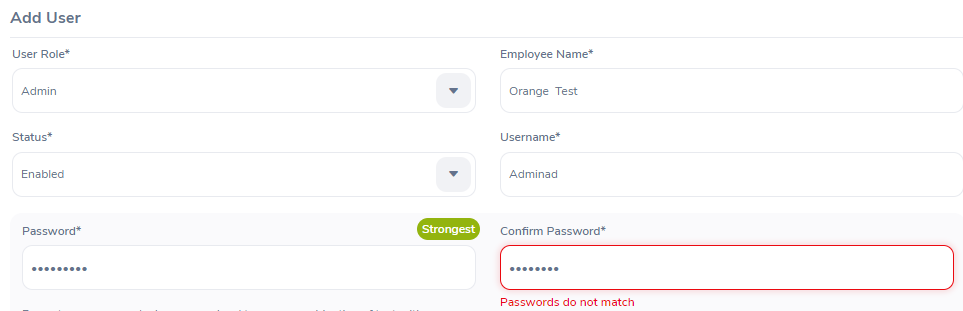 Add User
User Role*
Employee Name*
Admin
Orange  Test
Status*
Username*
Enabled
Adminad
Password*
Strongest
Confirm Password*
•••••••••
••••••••
Passwords do not match